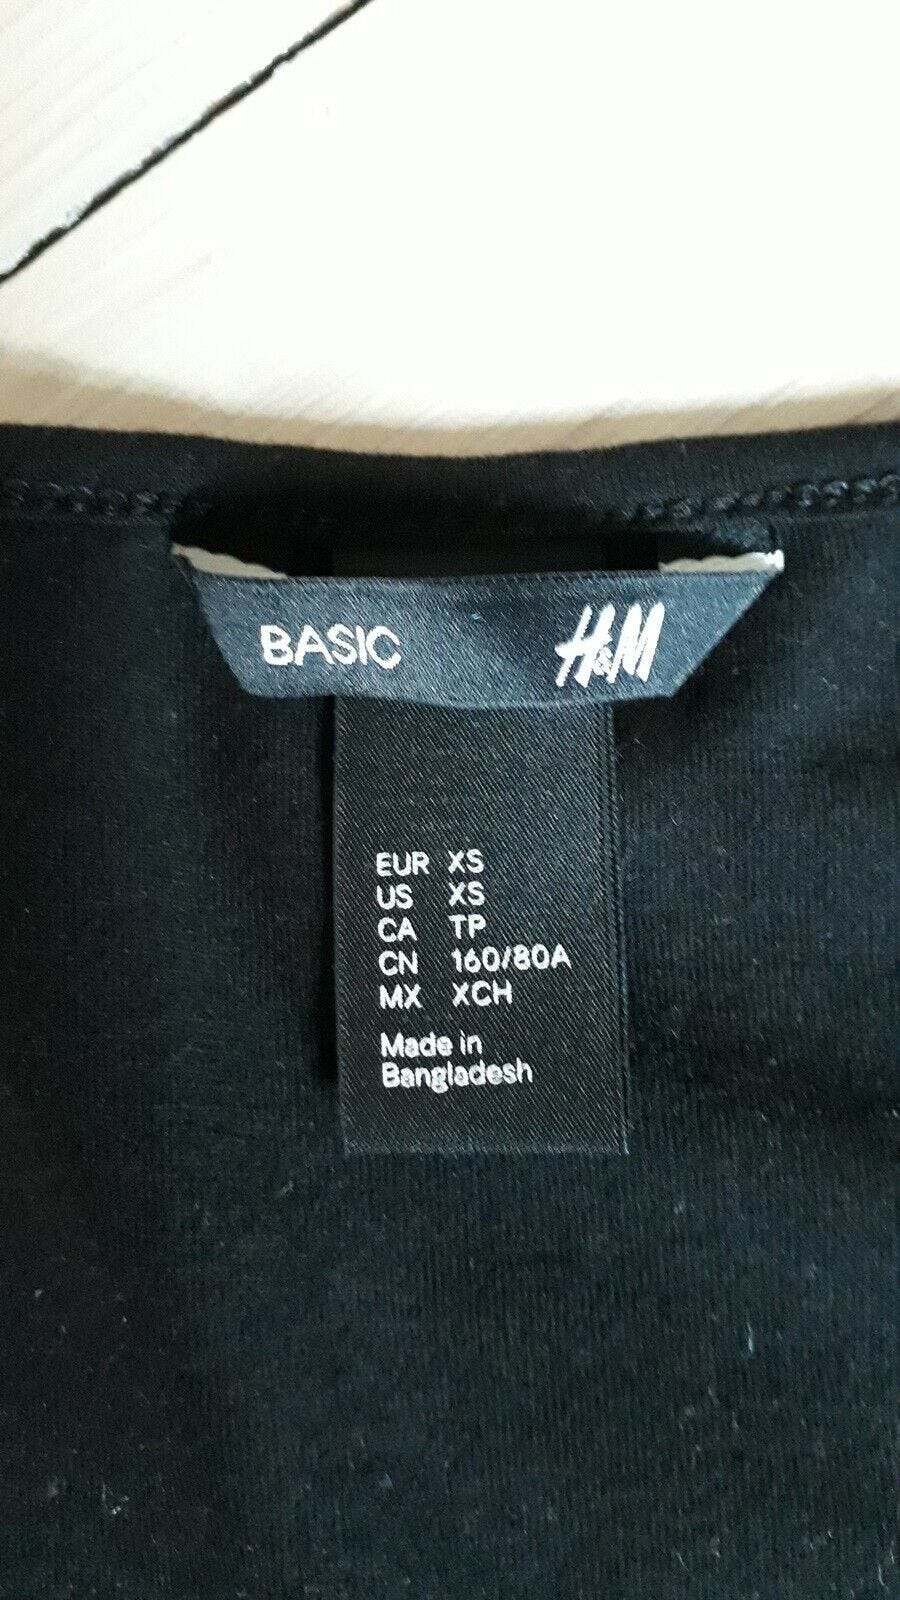 BASIC H&M
EUR XS
US XS
CA TP
CN 160/80A
MX XCH
Made in
Bangladesh